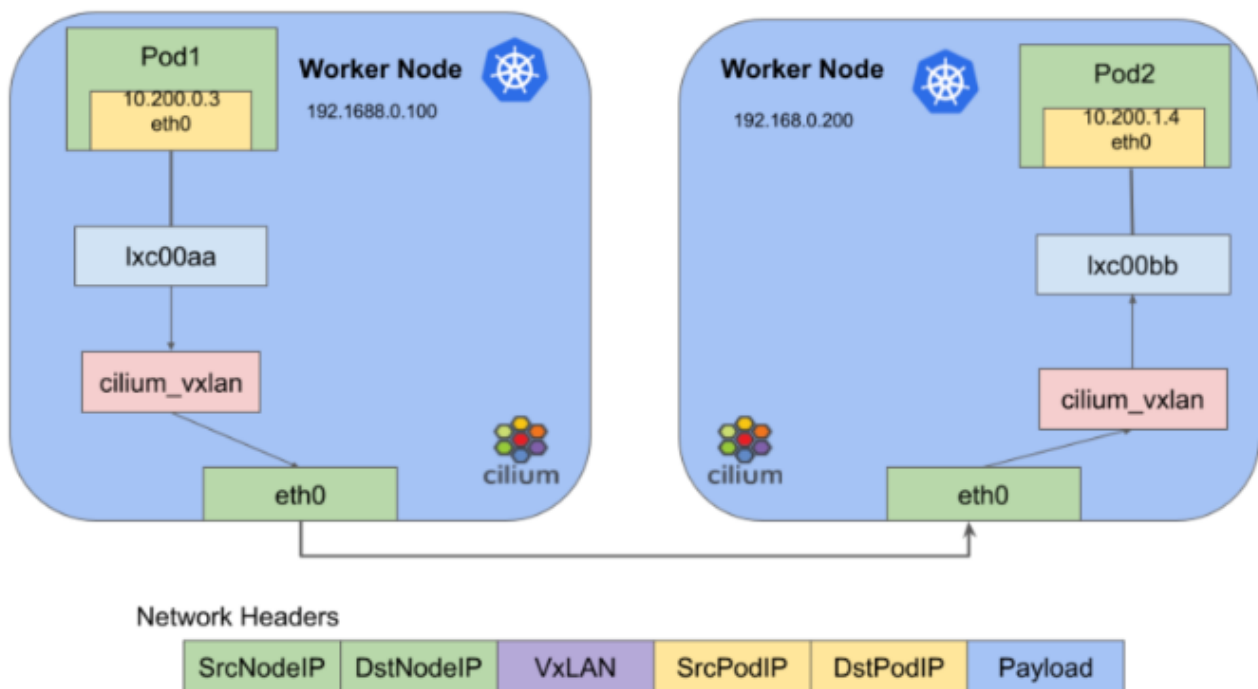 Pod1
10.200.0.3
eth0
Worker Node
192.1688.0.100
lxc00aa
cilium_vxlan
cilium
eth0
Worker Node
192.168.0.200
Pod2
10.200.1.4
eth0
lxc00bb
cilium_vxlan
cilium
eth0
Network Headers
SrcNodeIP DstNodeIP VxLAN SrcPodIP DstPodIP Payload